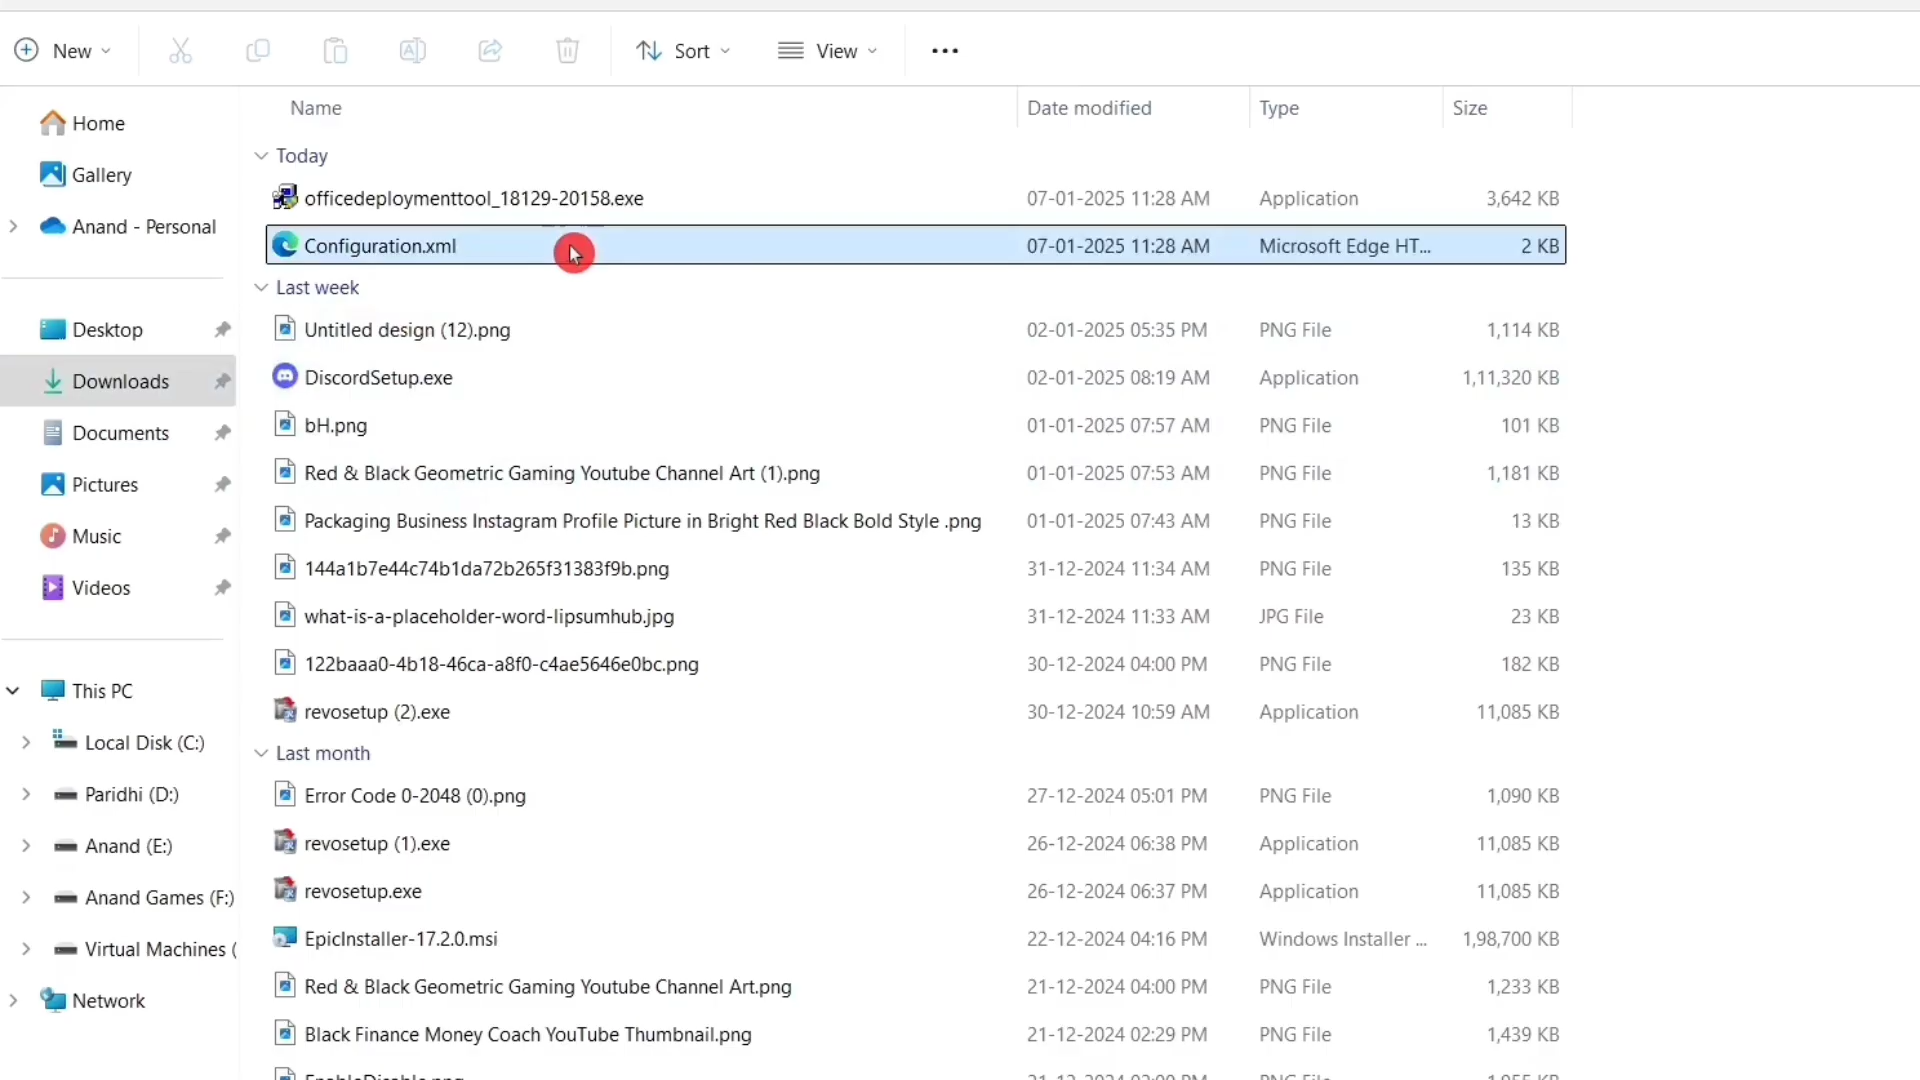 New
Sort
View
Home
Gallery
Anand - Personal
Desktop
Downloads
Documents
Pictures
Music
Videos
This PC
Local Disk (C:)
Paridhi (D:)
Anand (E:)
Anand Games (F:)
Virtual Machines (
Network
Name Date modified Type Size
Today
officedeploymenttool_18129-20158.exe 07-01-2025 11:28 AM Application 3,642 KB
Configuration.xml 07-01-2025 11:28 AM Microsoft Edge HT... 2 KB
Last week
Untitled design (12).png 02-01-2025 05:35 PM PNG File 1,114 KB
DiscordSetup.exe 02-01-2025 08:19 AM Application 1,11,320 KB
bH.png 01-01-2025 07:57 AM PNG File 101 KB
Red & Black Geometric Gaming Youtube Channel Art (1).png 01-01-2025 07:53 AM PNG File 1,181 KB
Packaging Business Instagram Profile Picture in Bright Red Black Bold Style .png 01-01-2025 07:43 AM PNG File 13 KB
144a1b7e44c74b1da72b265f31383f9b.png 31-12-2024 11:34 AM PNG File 135 KB
what-is-a-placeholder-word-lipsumhub.jpg 31-12-2024 11:33 AM JPG File 23 KB
122baaa0-4b18-46ca-a8f0-c4ae5646e0bc.png 30-12-2024 04:00 PM PNG File 182 KB
revosetup (2).exe 30-12-2024 10:59 AM Application 11,085 KB
Last month
Error Code 0-2048 (0).png 27-12-2024 05:01 PM PNG File 1,090 KB
revosetup (1).exe 26-12-2024 06:38 PM Application 11,085 KB
revosetup.exe 26-12-2024 06:37 PM Application 11,085 KB
EpicInstaller-17.2.0.msi 22-12-2024 04:16 PM Windows Installer ... 1,98,700 KB
Red & Black Geometric Gaming Youtube Channel Art.png 21-12-2024 04:00 PM PNG File 1,233 KB
Black Finance Money Coach YouTube Thumbnail.png 21-12-2024 02:29 PM PNG File 1,439 KB